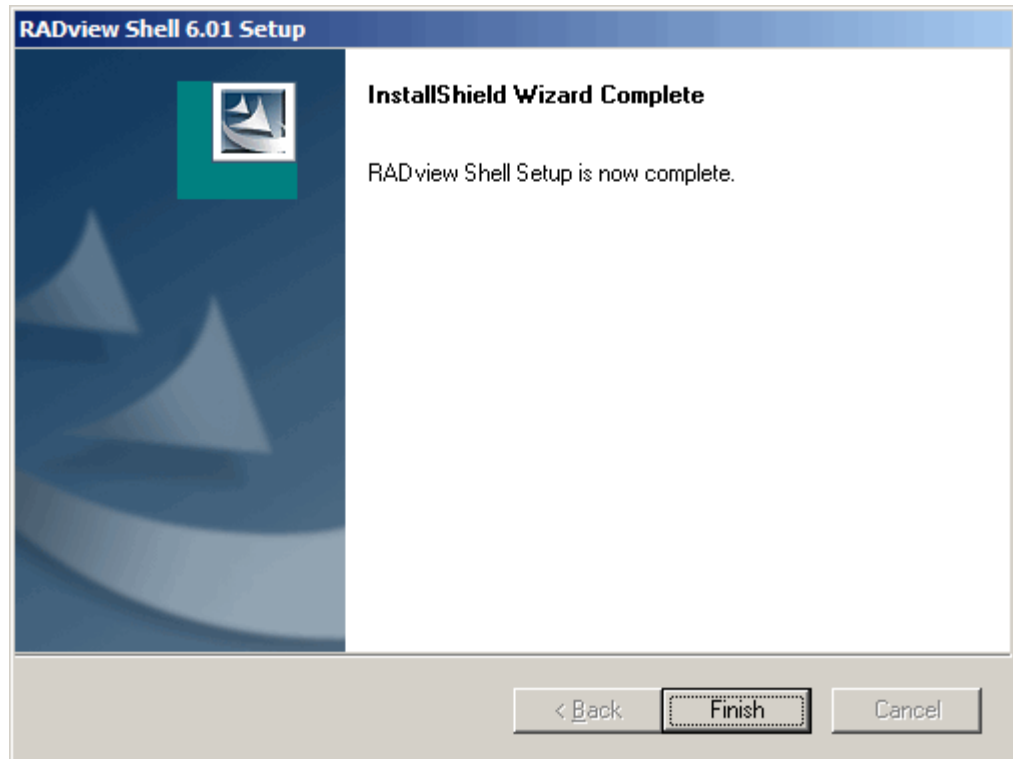 RADview Shell 6.01 Setup
InstallShield Wizard Complete
RADview Shell Setup is now complete.
< Back
Finish
Cancel